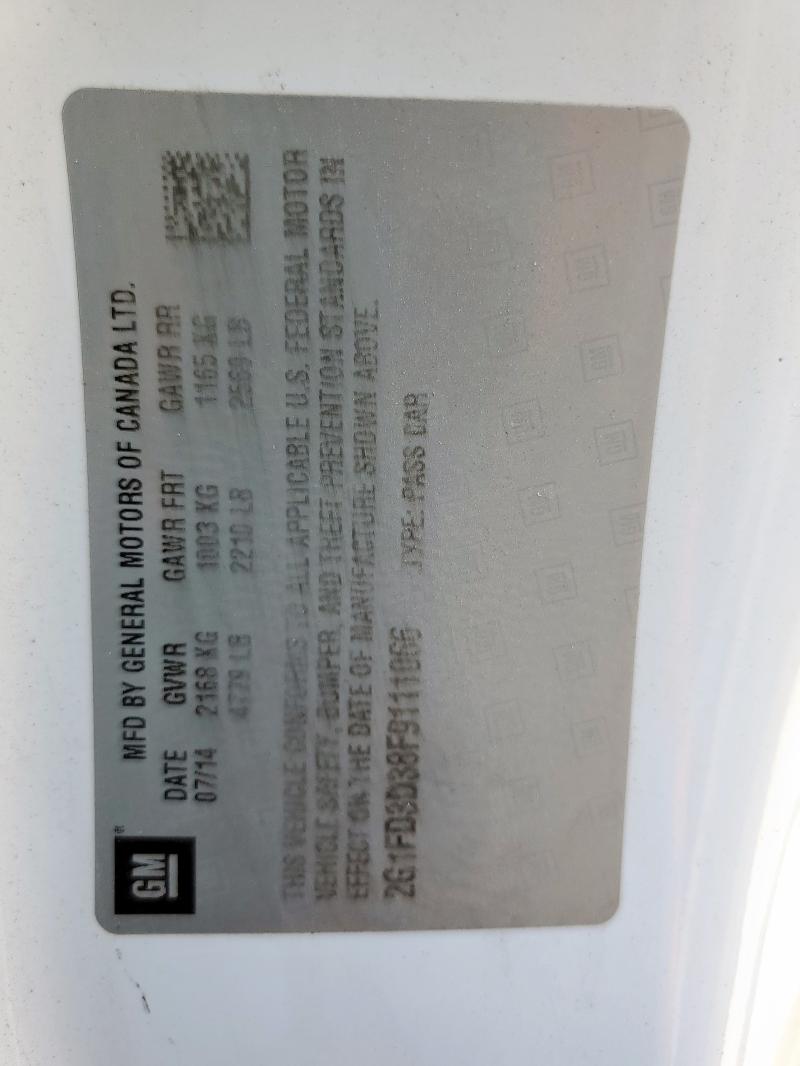 GM
MFD BY GENERAL MOTORS OF CANADA LTD.
DATE GVWR GAWR FRT GAWR RR
07/14 2168 KG 1003 KG 1165 KG
4779 LB 2210 LB 2569 LB
THIS VEHICLE CONFORMS TO ALL APPLICABLE U.S. FEDERAL MOTOR
VEHICLE SAFETY, BUMPER, AND THEFT PREVENTION STANDARDS IN
EFFECT ON THE DATE OF MANUFACTURE SHOWN ABOVE.
2G1FD3D38F9111066 TYPE: PASS CAR